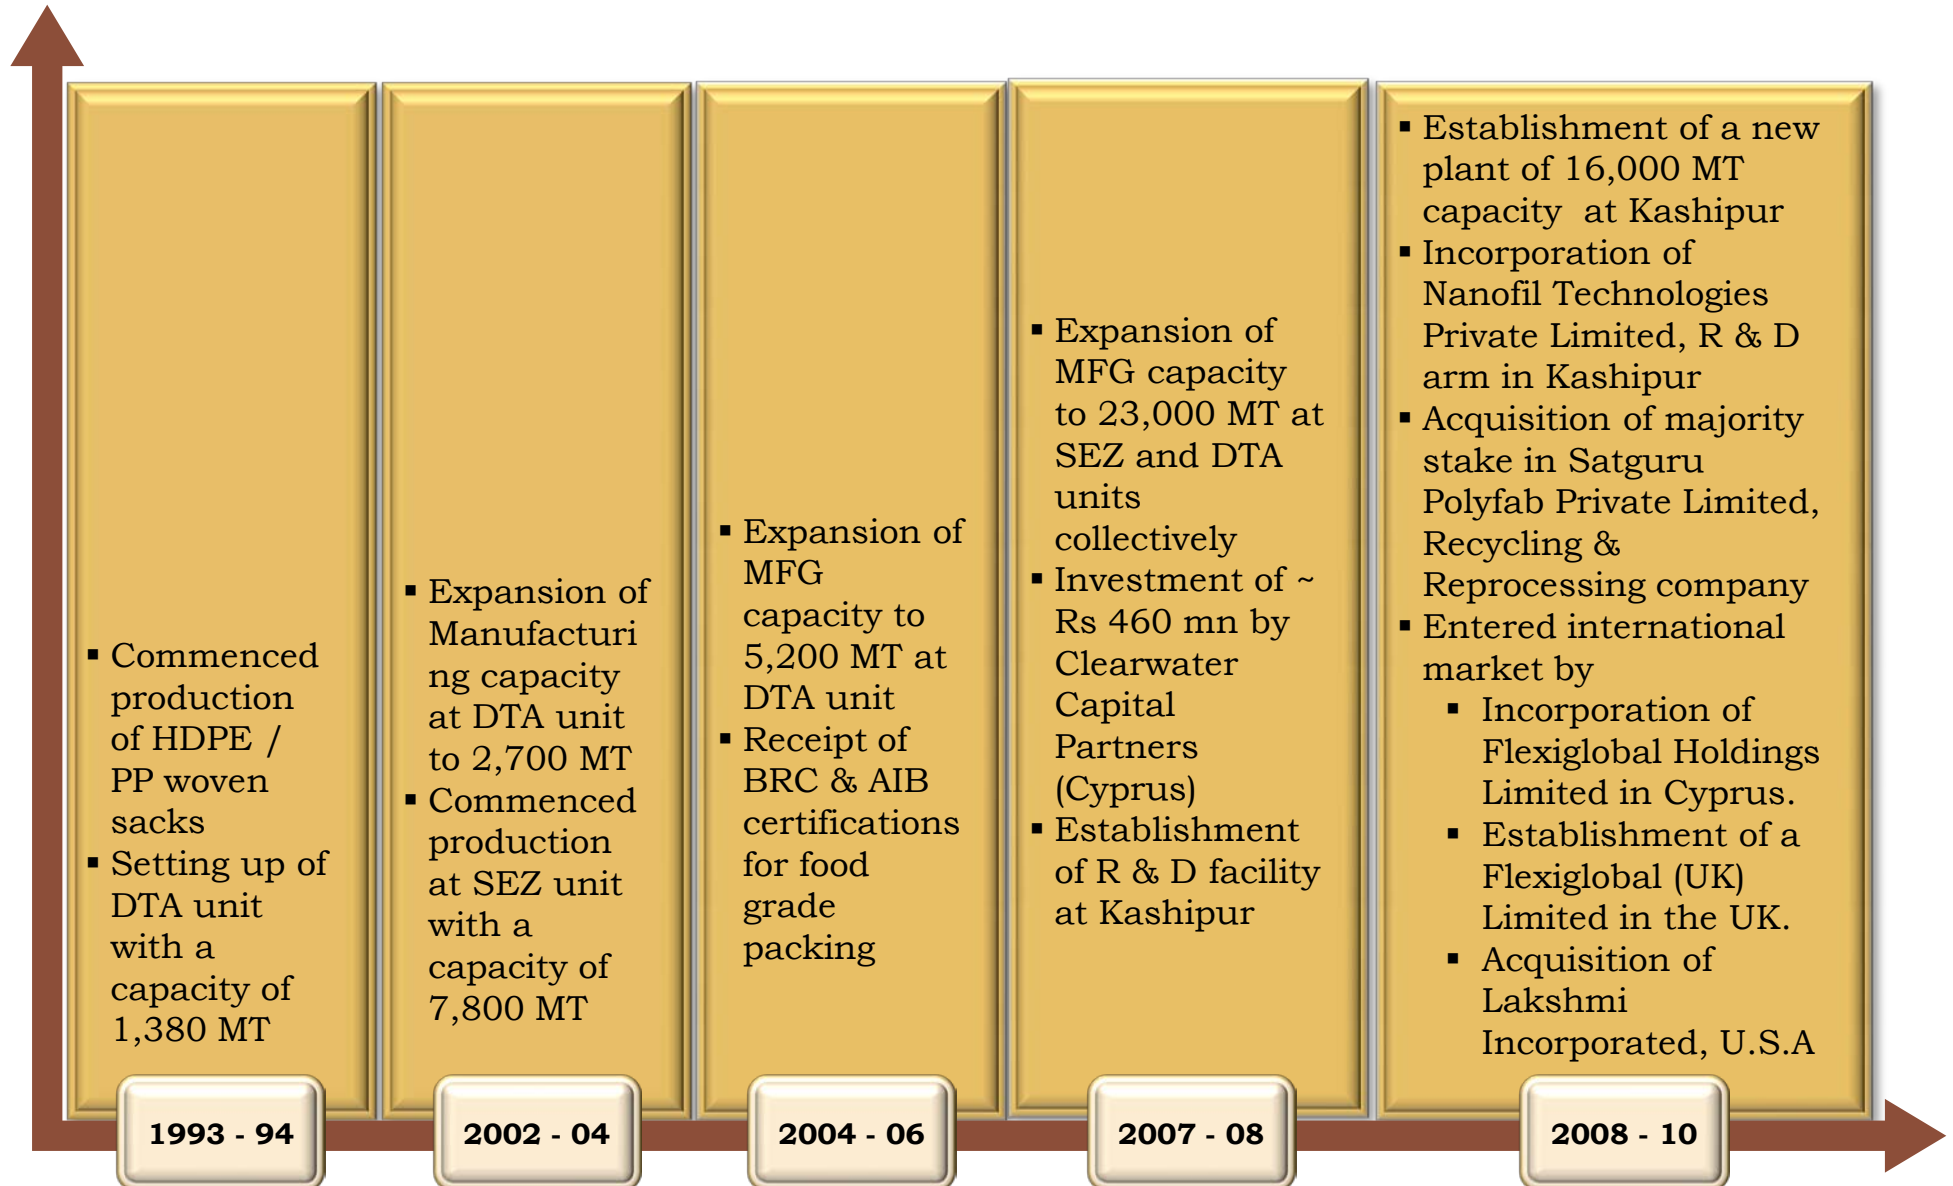 ▪ Commenced
production
of HDPE /
PP woven
sacks
▪ Setting up of
DTA unit
with a
capacity of
1,380 MT
1993 - 94
▪ Expansion of
Manufacturi
ng capacity
at DTA unit
to 2,700 MT
▪ Commenced
production
at SEZ unit
with a
capacity of
7,800 MT
2002 - 04
▪ Expansion of
MFG
capacity to
5,200 MT at
DTA unit
▪ Receipt of
BRC & AIB
certifications
for food
grade
packing
2004 - 06
▪ Expansion of
MFG capacity
to 23,000 MT at
SEZ and DTA
units
collectively
▪ Investment of ~
Rs 460 mn by
Clearwater
Capital
Partners
(Cyprus)
▪ Establishment
of R & D facility
at Kashipur
2007 - 08
▪ Establishment of a new
plant of 16,000 MT
capacity at Kashipur
▪ Incorporation of
Nanofil Technologies
Private Limited, R & D
arm in Kashipur
▪ Acquisition of majority
stake in Satguru
Polyfab Private Limited,
Recycling &
Reprocessing company
▪ Entered international
market by
▪ Incorporation of
Flexiglobal Holdings
Limited in Cyprus.
▪ Establishment of a
Flexiglobal (UK)
Limited in the UK.
▪ Acquisition of
Lakshmi
Incorporated, U.S.A
2008 - 10